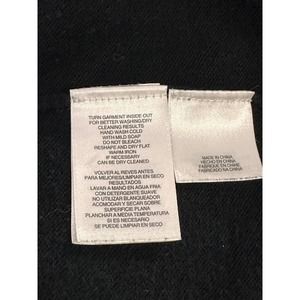 TURN GARMENT INSIDE OUT
FOR BETTER WASHING/DRY
CLEANING RESULTS
HAND WASH COLD
WITH MILD SOAP
DO NOT BLEACH
RESHAPE AND DRY FLAT
WARM IRON
IF NECESSARY
CAN BE DRY CLEANED
VOLVER AL REVES ANTES
PARA MEJORES/LIMPIAR EN SECO
RESULTADOS
LAVAR A MANO EN AGUA FRIA
CON DETERGENTE SUAVE
NO UTILIZAR BLANQUEADOR
ACOMODAR Y SECAR SOBRE
SUPERFICIE PLANA
PLANCHAR A MEDIA TEMPERATURA
SI ES NECESARIO
SE PUEDE LIMPIAR EN SECO
MADE IN CHINA
HECHO EN CHINA
FABRIQUE EN CHINE
FABRICADO NA CHINA